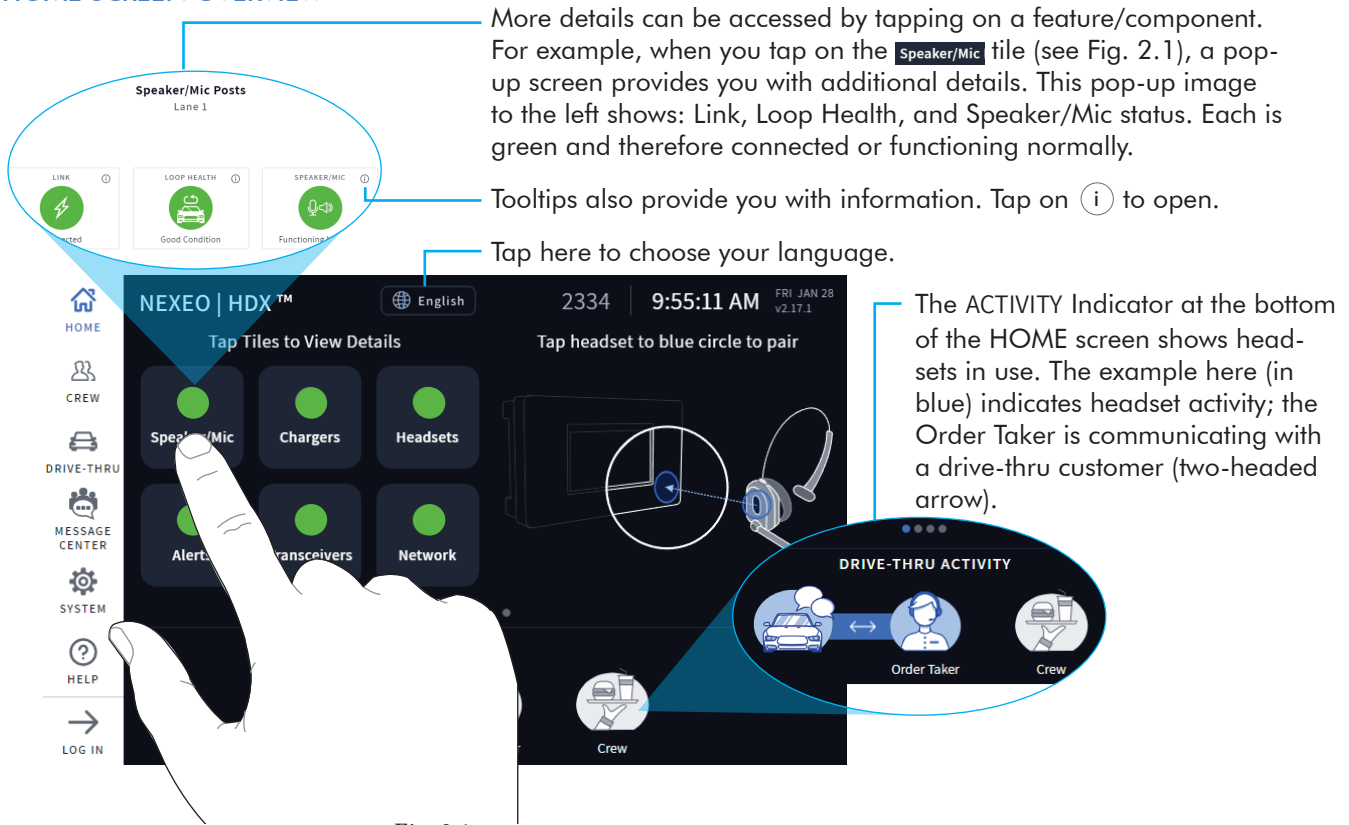 More details can be accessed by tapping on a feature/component.
For example, when you tap on the Speaker/Mic tile (see Fig. 2.1), a pop-
up screen provides you with additional details. This pop-up image
to the left shows: Link, Loop Health, and Speaker/Mic status. Each is
green and therefore connected or functioning normally.
Speaker/Mic Posts
Lane 1
LINK
LOOP HEALTH
SPEAKER/MIC
Good Condition
Functioning
Tooltips also provide you with information. Tap on i to open.
Tap here to choose your language.
HOME
CREW
DRIVE-THRU
MESSAGE
CENTER
SYSTEM
HELP
LOG IN
NEXEO | HDX™
English
2334
9:55:11 AM
FRI JAN 28
v2.17.1
Tap Tiles to View Details
Tap headset to blue circle to pair
Speaker/Mic
Chargers
Headsets
Alerts
Transceivers
Network
Crew
The ACTIVITY Indicator at the bottom
of the HOME screen shows head-
sets in use. The example here (in
blue) indicates headset activity; the
Order Taker is communicating with
a drive-thru customer (two-headed
arrow).
DRIVE-THRU ACTIVITY
Order Taker
Crew